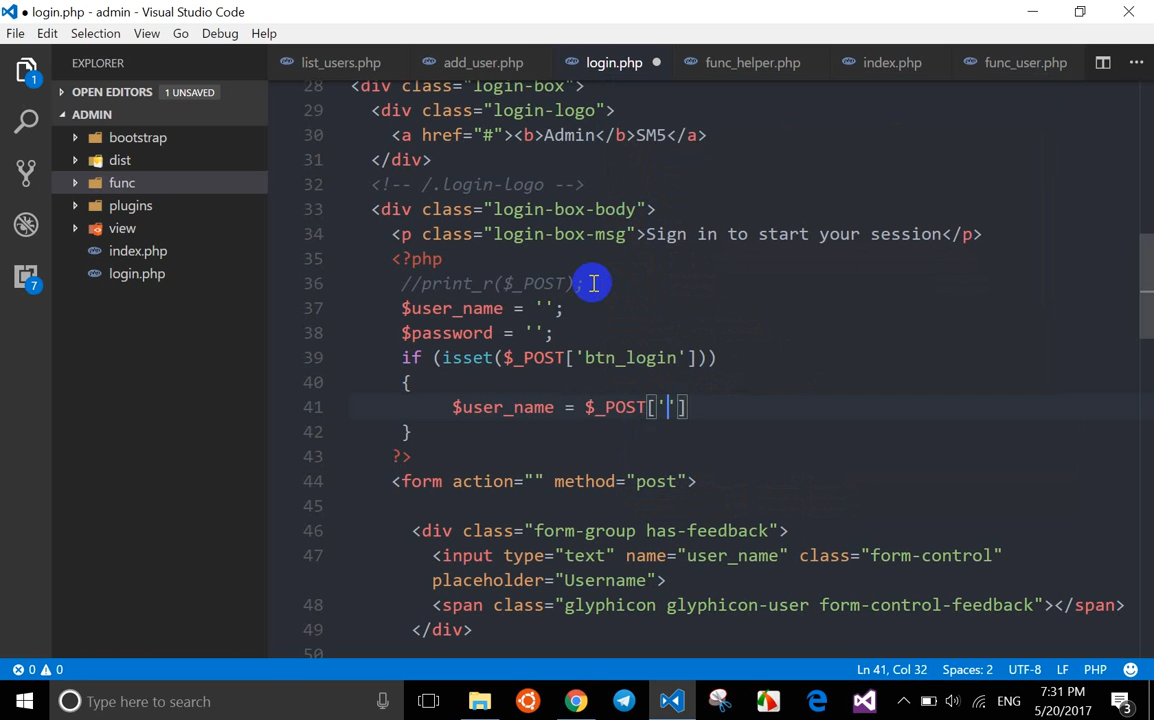 login.php - admin - Visual Studio Code
File Edit Selection View Go Debug Help
EXPLORER
list_users.php add_user.php login.php func_helper.php index.php func_user.php
1
OPEN EDITORS 1 UNSAVED
ADMIN
bootstrap
dist
func
plugins
view
index.php
login.php
7
28 <div class="login-box">
29 <div class="login-logo">
30 <a href="#"><b>Admin</b>SM5</a>
31 </div>
32 <!-- /.login-logo -->
33 <div class="login-box-body">
34 <p class="login-box-msg">Sign in to start your session</p>
35 <?php
36 //print_r($_POST);
37 $user_name = '';
38 $password = '';
39 if (isset($_POST['btn_login']))
40 {
41 $user_name = $_POST['']
42 }
43 ?>
44 <form action="" method="post">
45
46 <div class="form-group has-feedback">
47 <input type="text" name="user_name" class="form-control"
placeholder="Username">
48 <span class="glyphicon glyphicon-user form-control-feedback"></span>
49 </div>
50
0 0 Ln 41, Col 32 Spaces: 2 UTF-8 LF PHP
Type here to search
ENG
7:31 PM
5/20/2017
3